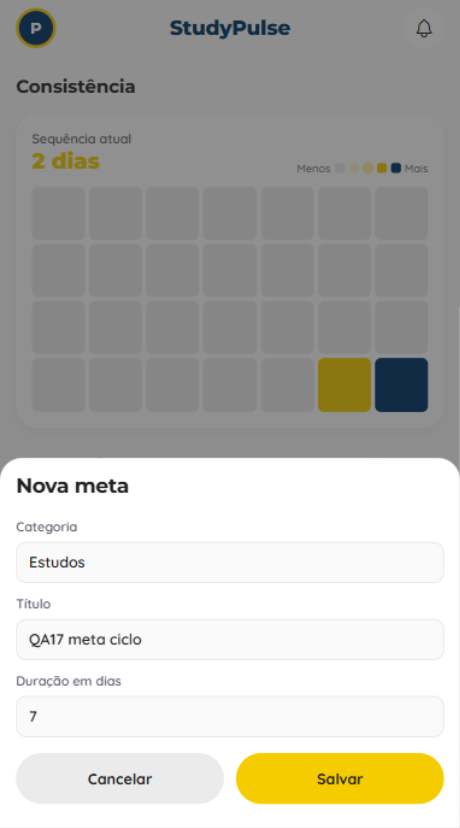 P
StudyPulse
Consistência
Sequência atual
2 dias
Menos Mais
Nova meta
Categoria
Estudos
Título
QA17 meta ciclo
Duração em dias
7
Cancelar Salvar